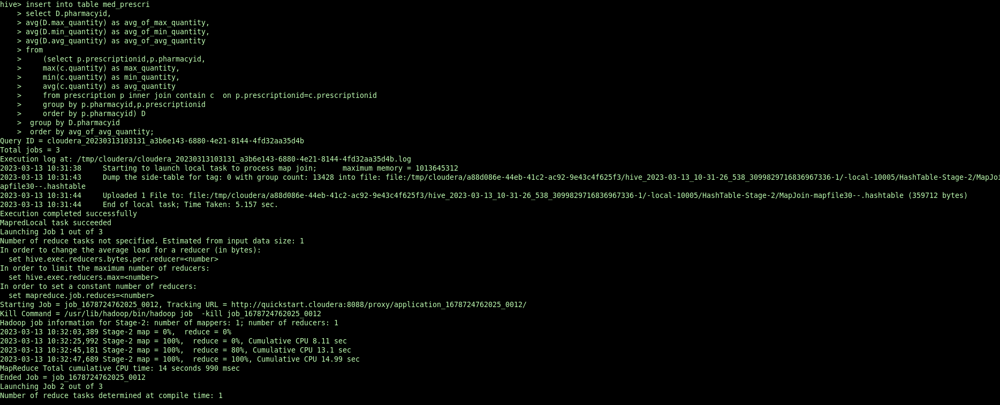 hive> insert into table med_prescri
    > select D.pharmacyid,
    > avg(D.max_quantity) as avg_of_max_quantity,
    > avg(D.min_quantity) as avg_of_min_quantity,
    > avg(D.avg_quantity) as avg_of_avg_quantity
    > from
    >     (select p.prescriptionid,p.pharmacyid,
    >     max(c.quantity) as max_quantity,
    >     min(c.quantity) as min_quantity,
    >     avg(c.quantity) as avg_quantity
    >     from prescription p inner join contain c  on p.prescriptionid=c.prescriptionid
    >     group by p.pharmacyid,p.prescriptionid
    >     order by p.pharmacyid) D
    >  group by D.pharmacyid
    >  order by avg_of_avg_quantity;
Query ID = cloudera_20230313103131_a3b6e143-6880-4e21-8144-4fd32aa35d4b
Total jobs = 3
Execution log at: /tmp/cloudera/cloudera_20230313103131_a3b6e143-6880-4e21-8144-4fd32aa35d4b.log
2023-03-13 10:31:38     Starting to launch local task to process map join;      maximum memory = 1013645312
2023-03-13 10:31:43     Dump the side-table for tag: 0 with group count: 13428 into file: file:/tmp/cloudera/a88d086e-44eb-41c2-ac92-9e43c4f625f3/hive_2023-03-13_10-31-26_538_3099829716836967336-1/-local-10005/HashTable-Stage-2/MapJoi
apfile30--.hashtable
2023-03-13 10:31:44     Uploaded 1 File to: file:/tmp/cloudera/a88d086e-44eb-41c2-ac92-9e43c4f625f3/hive_2023-03-13_10-31-26_538_3099829716836967336-1/-local-10005/HashTable-Stage-2/MapJoin-mapfile30--.hashtable (359712 bytes)
2023-03-13 10:31:44     End of local task; Time Taken: 5.157 sec.
Execution completed successfully
MapredLocal task succeeded
Launching Job 1 out of 3
Number of reduce tasks not specified. Estimated from input data size: 1
In order to change the average load for a reducer (in bytes):
  set hive.exec.reducers.bytes.per.reducer=<number>
In order to limit the maximum number of reducers:
  set hive.exec.reducers.max=<number>
In order to set a constant number of reducers:
  set mapreduce.job.reduces=<number>
Starting Job = job_1678724762025_0012, Tracking URL = http://quickstart.cloudera:8088/proxy/application_1678724762025_0012/
Kill Command = /usr/lib/hadoop/bin/hadoop job  -kill job_1678724762025_0012
Hadoop job information for Stage-2: number of mappers: 1; number of reducers: 1
2023-03-13 10:32:03,389 Stage-2 map = 0%,  reduce = 0%
2023-03-13 10:32:25,992 Stage-2 map = 100%,  reduce = 0%, Cumulative CPU 8.11 sec
2023-03-13 10:32:45,181 Stage-2 map = 100%,  reduce = 80%, Cumulative CPU 13.1 sec
2023-03-13 10:32:47,689 Stage-2 map = 100%,  reduce = 100%, Cumulative CPU 14.99 sec
MapReduce Total cumulative CPU time: 14 seconds 990 msec
Ended Job = job_1678724762025_0012
Launching Job 2 out of 3
Number of reduce tasks determined at compile time: 1